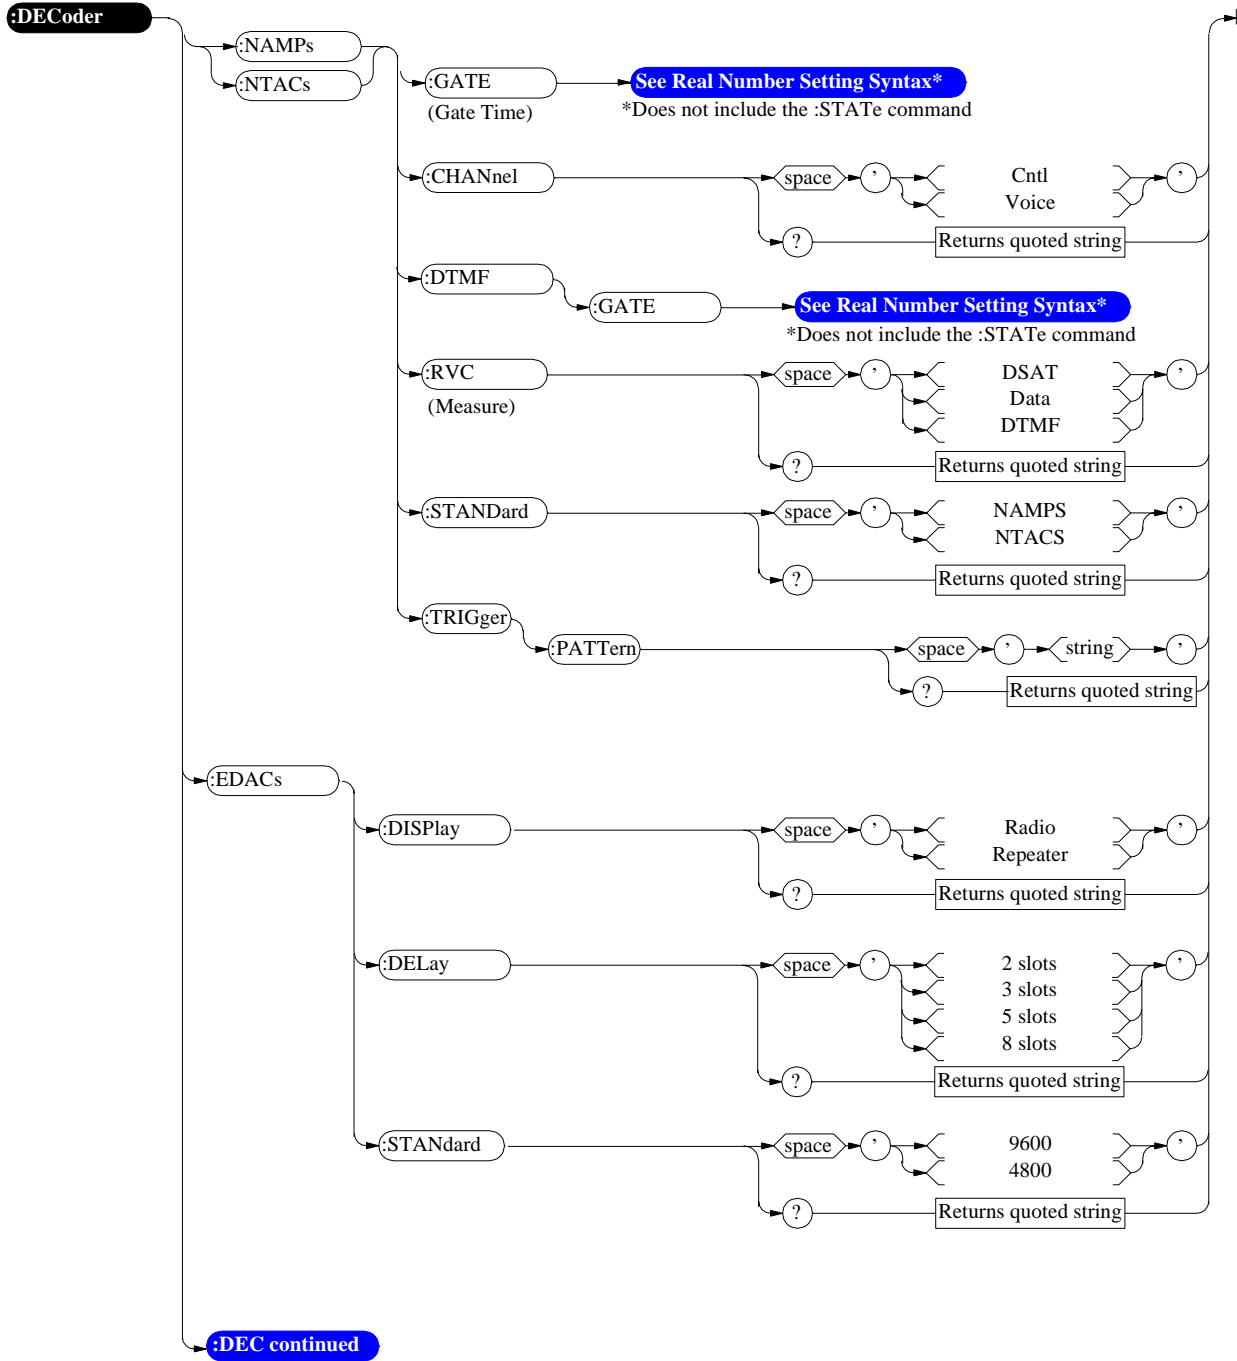 :DECoder
:NAMPs
:NTACs
:GATE
See Real Number Setting Syntax*
(Gate Time)
*Does not include the :STATe command
:CHANnel
space
’
Cntl
’
Voice
?
Returns quoted string
:DTMF
:GATE
See Real Number Setting Syntax*
*Does not include the :STATe command
:RVC
space
’
DSAT
’
(Measure)
Data
DTMF
?
Returns quoted string
:STANDard
space
’
NAMPS
’
NTACS
?
Returns quoted string
:TRIGger
:PATTern
space
’
string
’
?
Returns quoted string
:EDACs
:DISPlay
space
’
Radio
’
Repeater
?
Returns quoted string
:DELay
space
’
2 slots
’
3 slots
5 slots
8 slots
?
Returns quoted string
:STANdard
space
’
9600
’
4800
?
Returns quoted string
:DEC continued